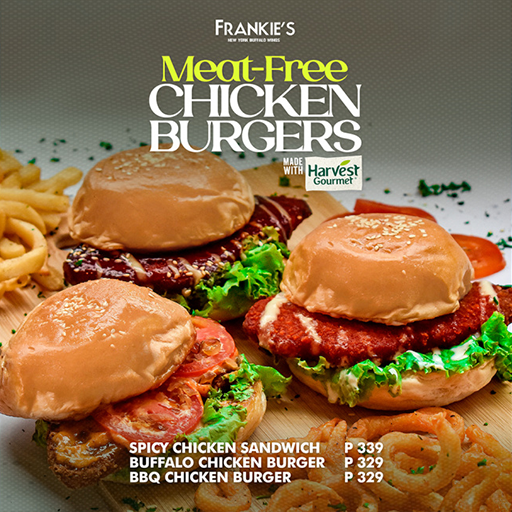 FRANKIE'S
NEW YORK BUFFALO WINGS
Meat-Free
CHICKEN
BURGERS
MADE
WITH
Harvest
Gourmet
SPICY CHICKEN SANDWICH P 339
BUFFALO CHICKEN BURGER P 329
BBQ CHICKEN BURGER P 329